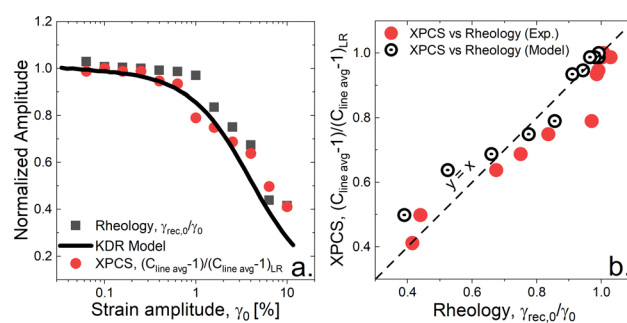 Normalized Amplitude
1.2
1.0
0.8
0.6
0.4
0.2
Rheology, γrec,0/γ0
KDR Model
XPCS, (Cline avg-1)/(Cline avg-1)LR
a.
0.1
1
10
Strain amplitude, γ0 [%]
XPCS, (Cline avg-1)/(Cline avg-1)LR
1.0
0.8
0.6
0.4
XPCS vs Rheology (Exp.)
XPCS vs Rheology (Model)
y = x
b.
0.4
0.6
0.8
1.0
Rheology, γrec,0/γ0